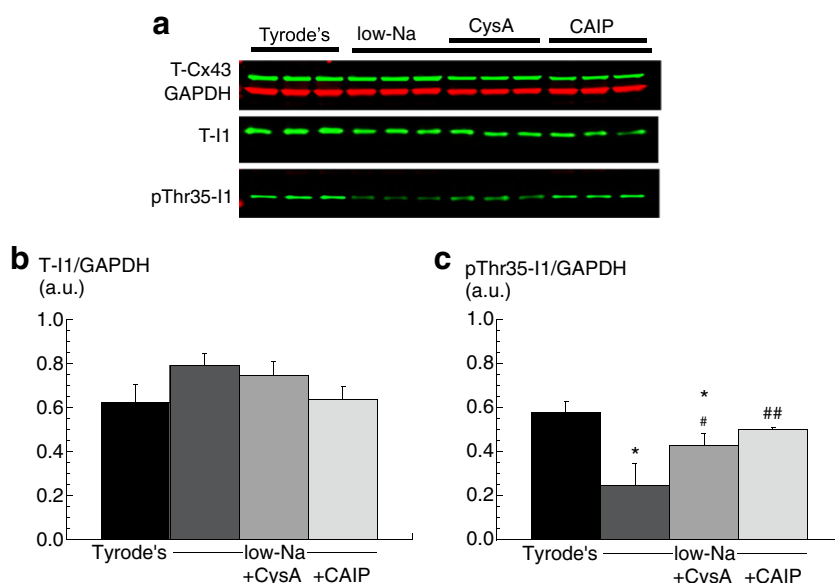 a
Tyrode's low-Na CysA CAIP
T-Cx43
GAPDH
T-I1
pThr35-I1
b T-I1/GAPDH
(a.u.)
1.0
0.8
0.6
0.4
0.2
0.0
Tyrode's low-Na
+CysA +CAIP
c pThr35-I1/GAPDH
(a.u.)
1.0
0.8
0.6
0.4
0.2
0.0
*
*
#
##
Tyrode's low-Na
+CysA +CAIP